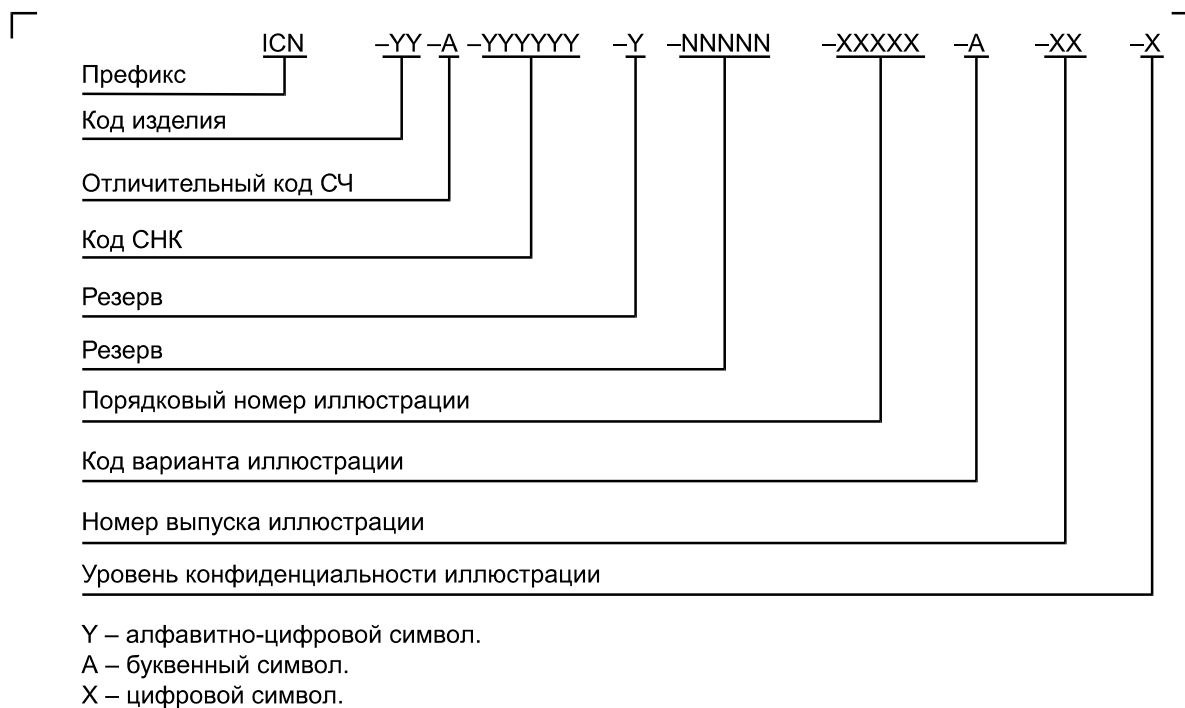 ICN –YY –A –YYYYYY –Y –NNNNN –XXXXX –A –XX –X
Префикс
Код изделия
Отличительный код СЧ
Код СНК
Резерв
Резерв
Порядковый номер иллюстрации
Код варианта иллюстрации
Номер выпуска иллюстрации
Уровень конфиденциальности иллюстрации
Y – алфавитно-цифровой символ.
A – буквенный символ.
X – цифровой символ.